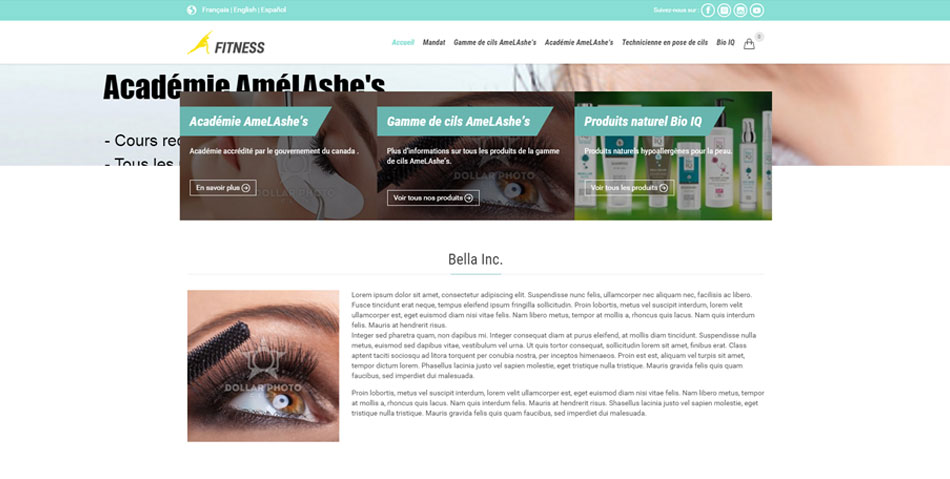 Français | English | Español
Suivez-nous sur :
FITNESS
Accueil Mandat Gamme de cils AmeLAshe's Académie AmeLAshe's Technicienne en pose de cils Bio IQ
0
Académie AmélAshe's
- Cours
- Tous les
Académie AmeLAshe's
Académie accrédité par le gouvernement du canada .
En savoir plus
Gamme de cils AmeLAshe's
Plus d'informations sur tous les produits de la gamme
de cils AmeLAshe's.
Voir tous nos produits
DOLLAR PHOTO
Produits naturel Bio IQ
Produits naturels hypoallergènes pour la peau.
Voir tous les produits
Bella Inc.
DOLLAR PHOTO
Lorem ipsum dolor sit amet, consectetur adipiscing elit. Suspendisse nunc felis, ullamcorper nec aliquam nec, facilisis ac libero.
Fusce tincidunt erat neque, tempus eleifend ipsum fringilla sollicitudin. Proin lobortis, metus vel suscipit interdum, lorem velit
ullamcorper est, eget euismod diam nisi vitae felis. Nam libero metus, tempor at mollis a, rhoncus quis lacus. Nam quis interdum
felis. Mauris at hendrerit risus.
Integer sed pharetra quam, non dapibus mi. Integer consequat diam at purus eleifend, at mollis diam tincidunt. Suspendisse nulla
metus, euismod sed dapibus vitae, vestibulum vel urna. Ut quis tortor consequat, sollicitudin lorem sit amet, finibus erat. Class
aptent taciti sociosqu ad litora torquent per conubia nostra, per inceptos himenaeos. Proin est est, aliquam vel turpis sit amet,
tempor dictum lorem. Phasellus lacinia justo vel sapien molestie, eget tristique nulla tristique. Mauris gravida felis quis quam
faucibus, sed imperdiet dui malesuada.
Proin lobortis, metus vel suscipit interdum, lorem velit ullamcorper est, eget euismod diam nisi vitae felis. Nam libero metus, tempor
at mollis a, rhoncus quis lacus. Nam quis interdum felis. Mauris at hendrerit risus. Phasellus lacinia justo vel sapien molestie, eget
tristique nulla tristique. Mauris gravida felis quis quam faucibus, sed imperdiet dui malesuada.